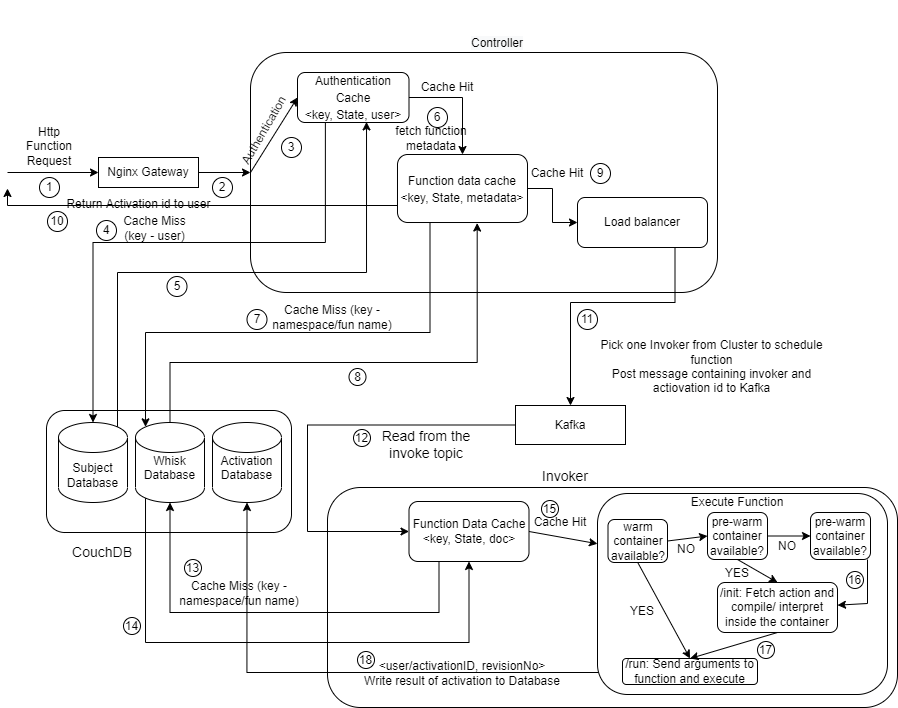 Controller
Authentication
Cache
<key, State, user>
Cache Hit
6
fetch function
metadata
Authentication
3
Http
Function
Request
1
Nginx Gateway
2
Function data cache
<key, State, metadata>
Cache Hit
9
Load balancer
Return Activation id to user
10
4
Cache Miss
(key - user)
5
7
Cache Miss (key -
namespace/fun name)
8
11
Pick one Invoker from Cluster to schedule
function
Post message containing invoker and
actiovation id to Kafka
Kafka
12
Read from the
invoke topic
Subject
Database
Whisk
Database
Activation
Database
CouchDB
Invoker
Function Data Cache
<key, State, doc>
15
Cache Hit
Execute Function
warm
container
available?
NO
pre-warm
container
available?
NO
pre-warm
container
available?
YES
16
/init: Fetch action and
compile/ interpret
inside the container
YES
17
/run: Send arguments to
function and execute
13
Cache Miss (key -
namespace/fun name)
14
18
<user/activationID, revisionNo>
Write result of activation to Database